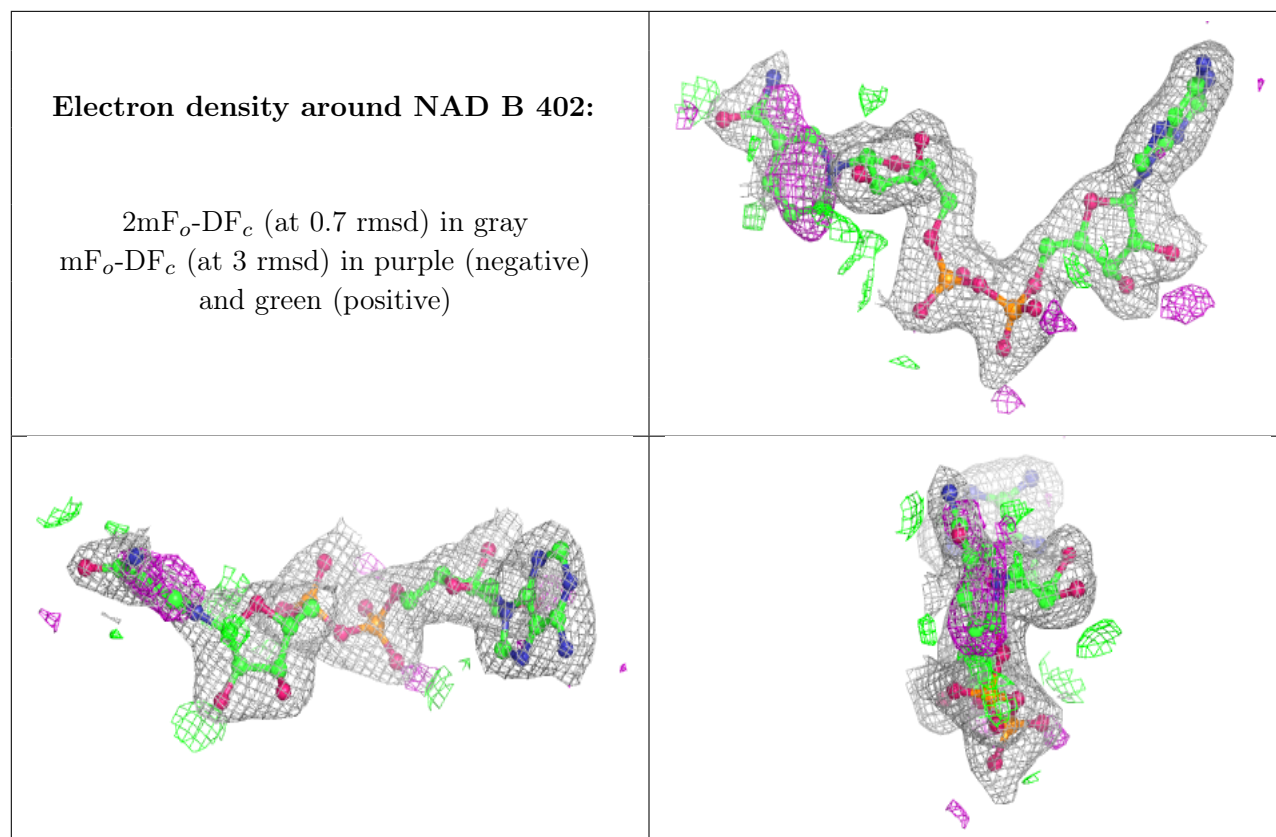 Electron density around NAD B 402:
2mFo-DFc (at 0.7 rmsd) in gray
mFo-DFc (at 3 rmsd) in purple (negative)
and green (positive)